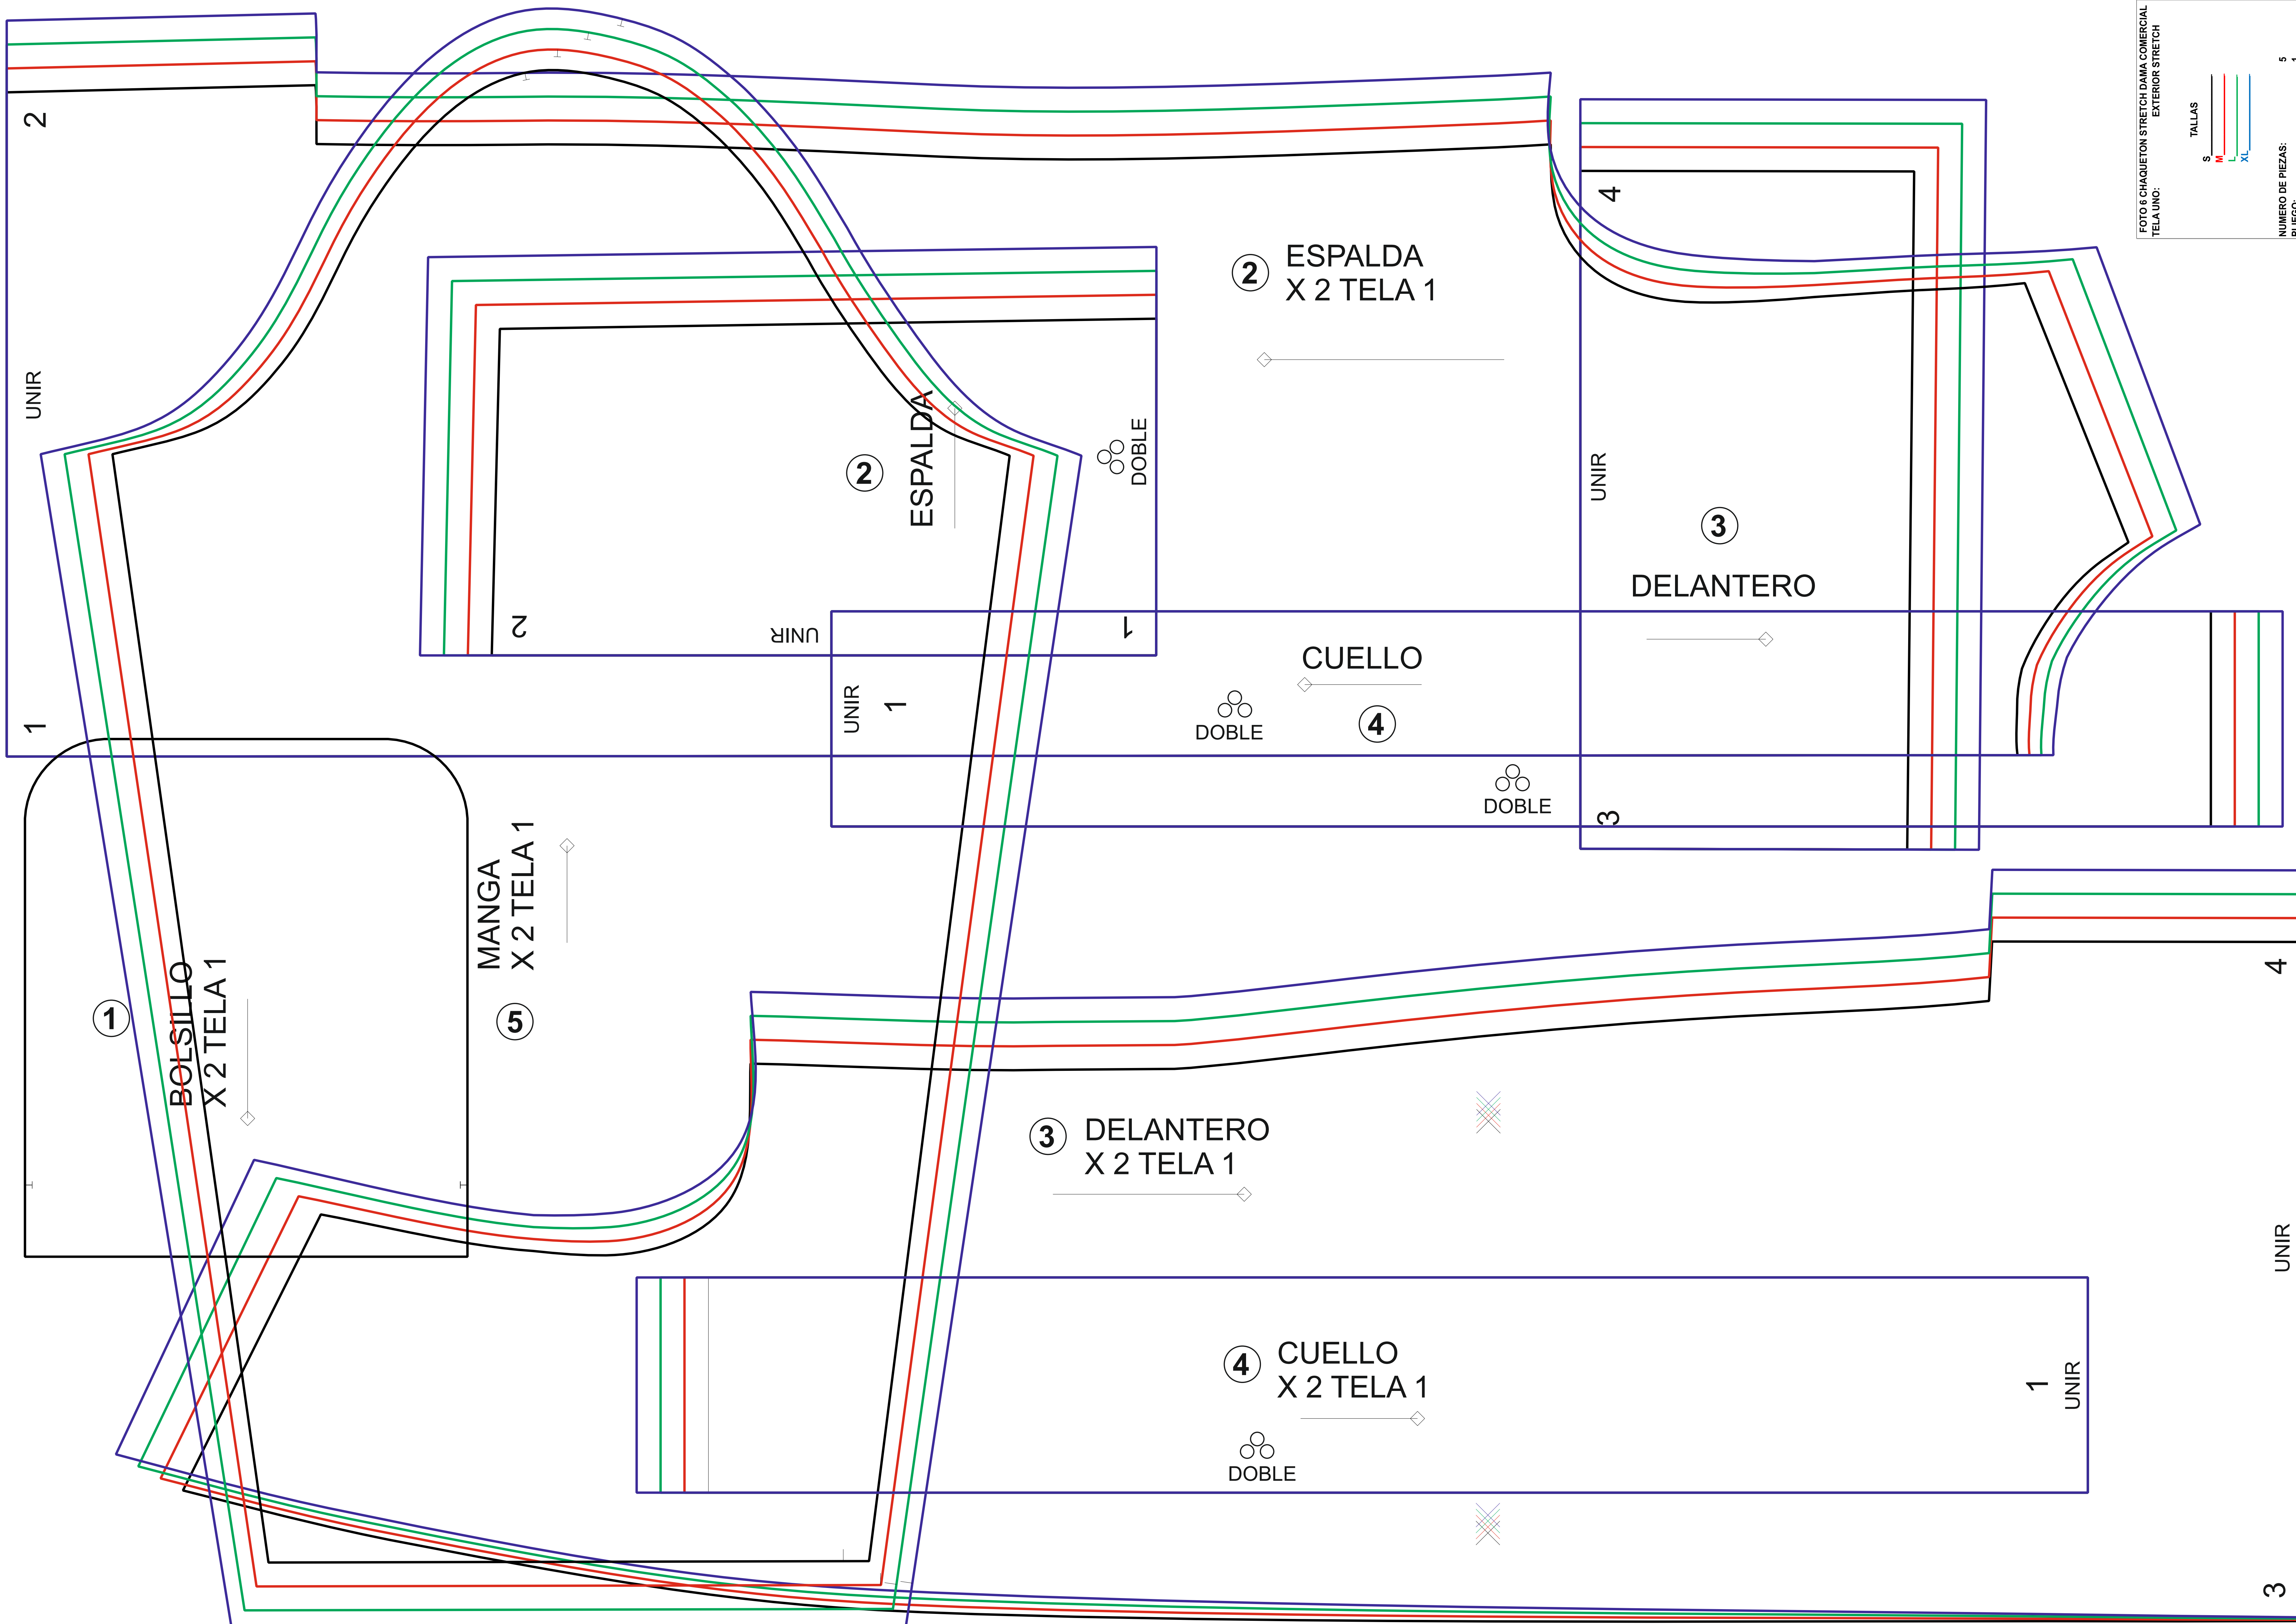 FOTO 6 CHAQUETON STRETCH DAMA COMERCIAL
TELA UNO: EXTERIOR STRETCH
TALLAS
S
M
L
XL
NUMERO DE PIEZAS: 5
PLIEGO: 1
2
UNIR
1
2 ESPALDA
X 2 TELA 1
4
UNIR
3
DELANTERO
3
2
ESPALDA
DOBLE
2
UNIR
1
UNIR
1
CUELLO
DOBLE
4
DOBLE
MANGA
X 2 TELA 1
5
1
BOLSILLO
X 2 TELA 1
3 DELANTERO
X 2 TELA 1
4
UNIR
3
4 CUELLO
X 2 TELA 1
DOBLE
1
UNIR